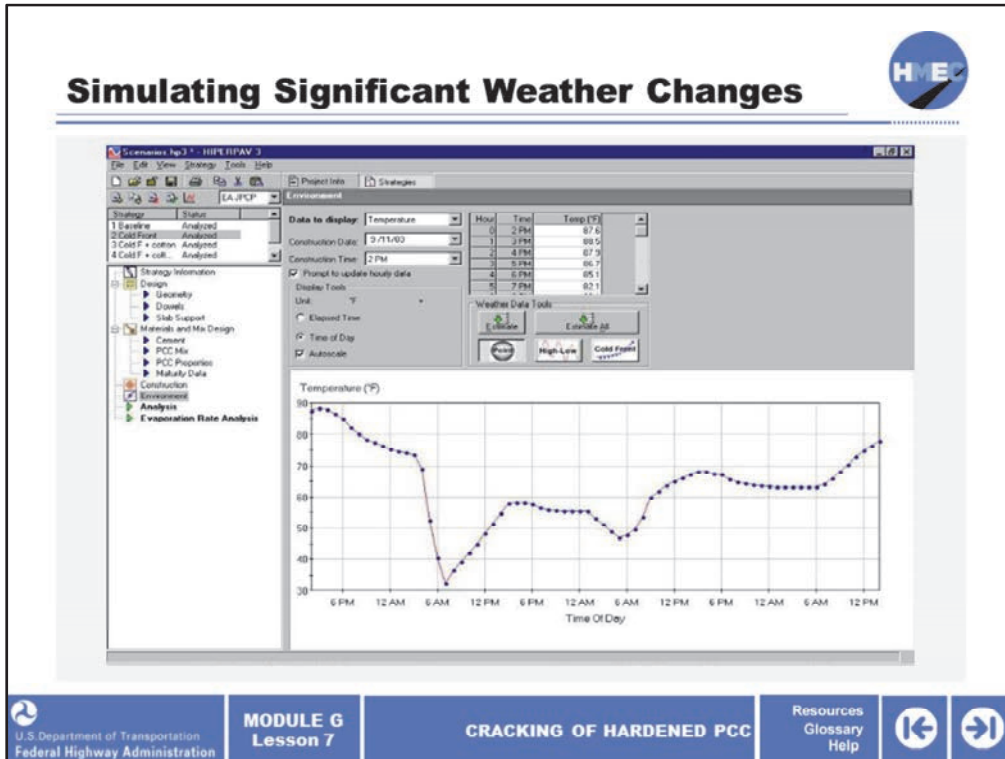 Simulating Significant Weather Changes
HMEC
Scenarios.hp3 * - HIPERPAV 3
File Edit View Strategy Tools Help
EA-JPCP
Project Info Strategies
Environment
Strategy Status
1 Baseline Analyzed
2 Cold Front Analyzed
3 Cold F + cotton Analyzed
4 Cold F + cott... Analyzed
Strategy Information
Design
Geometry
Dowels
Slab Support
Materials and Mix Design
Cement
PCC Mix
PCC Properties
Maturity Data
Construction
Environment
Analysis
Evaporation Rate Analysis
Data to display: Temperature
Construction Date:
Construction Time: 2 PM
Prompt to update hourly data
Display Tools
Unit: °F
Elapsed Time
Time of Day
Autoscale
Hour Time Temp (°F)
0 2 PM 87.6
1 3 PM 88.5
2 4 PM 87.9
3 5 PM 86.7
4 6 PM 85.1
5 7 PM 82.1
Weather Data Tools
Estimate Estimate All
Point High-Low Cold Front
Temperature (°F)
90
80
70
60
50
40
30
6 PM 12 AM 6 AM 12 PM 6 PM 12 AM 6 AM 12 PM 6 PM 12 AM 6 AM 12 PM
Time Of Day
U.S. Department of Transportation
Federal Highway Administration
MODULE G
Lesson 7
CRACKING OF HARDENED PCC
Resources
Glossary
Help